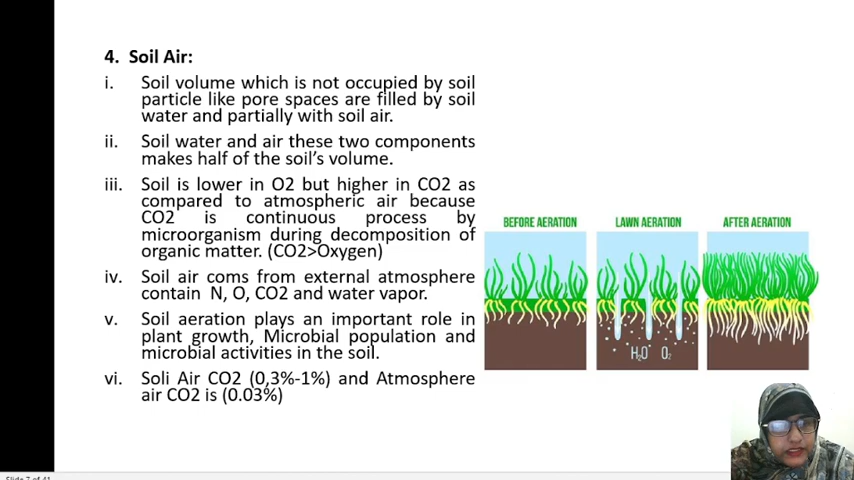 4. Soil Air:
i. Soil volume which is not occupied by soil
particle like pore spaces are filled by soil
water and partially with soil air.
ii. Soil water and air these two components
makes half of the soil's volume.
iii. Soil is lower in O2 but higher in CO2 as
compared to atmospheric air because
CO2 is continuous process by
microorganism during decomposition of
organic matter. (CO2>Oxygen)
iv. Soil air coms from external atmosphere
contain N, O, CO2 and water vapor.
v. Soil aeration plays an important role in
plant growth, Microbial population and
microbial activities in the soil.
vi. Soli Air CO2 (0,3%-1%) and Atmosphere
air CO2 is (0.03%)
BEFORE AERATION LAWN AERATION AFTER AERATION
H2O O2
Slide 7 of 41